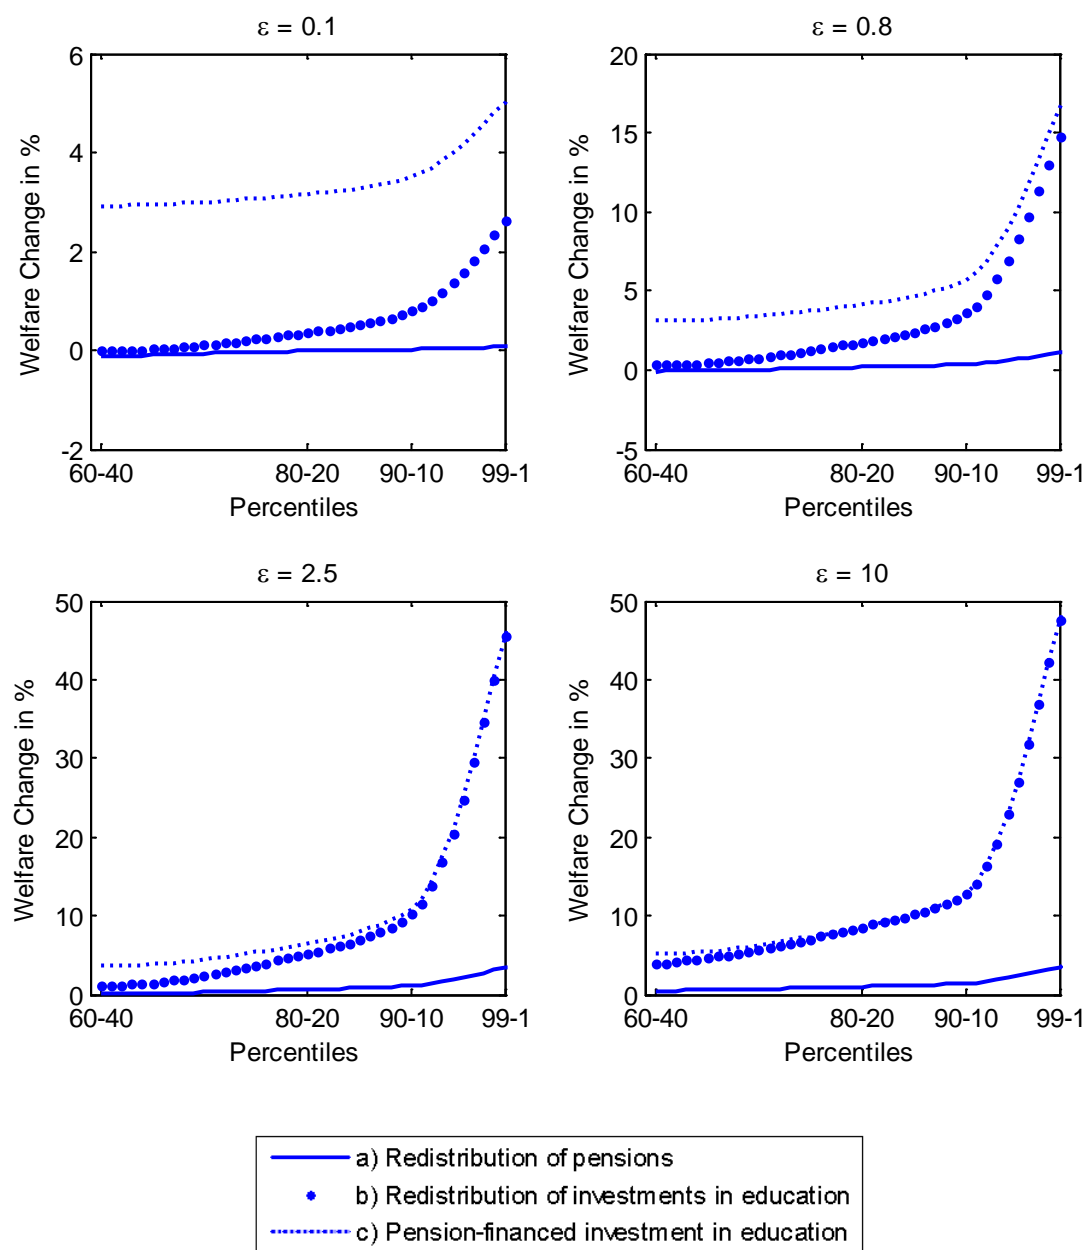 ε = 0.1
6
4
2
0
-2
Welfare Change in %
60-40
80-20
90-10
99-1
Percentiles
ε = 0.8
20
15
10
5
0
-5
Welfare Change in %
60-40
80-20
90-10
99-1
Percentiles
ε = 2.5
50
40
30
20
10
0
Welfare Change in %
60-40
80-20
90-10
99-1
Percentiles
ε = 10
50
40
30
20
10
0
Welfare Change in %
60-40
80-20
90-10
99-1
Percentiles
a) Redistribution of pensions
b) Redistribution of investments in education
c) Pension-financed investment in education